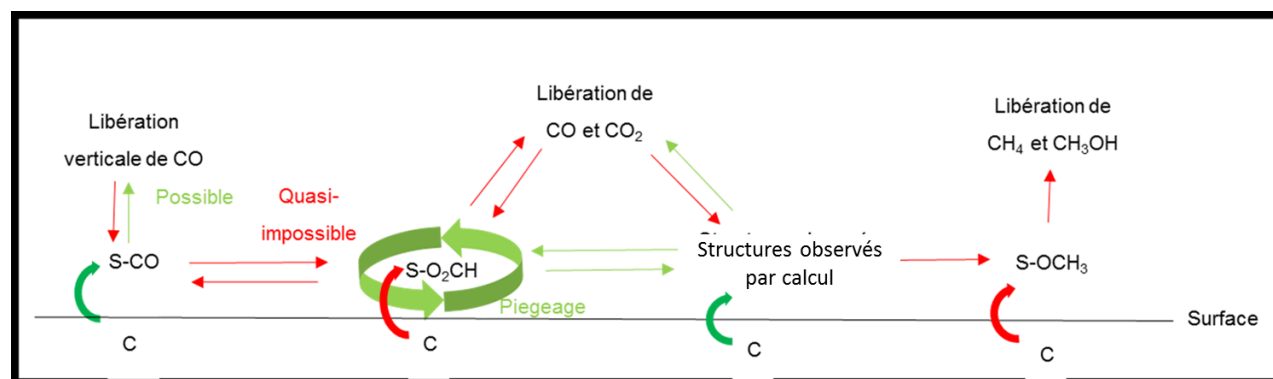 Libération
verticale de CO
Possible
Quasi-
impossible
Libération de
CO et CO₂
Libération de
CH₄ et CH₃OH
S-CO
S-O₂CH
Piegeage
Structures observés
par calcul
S-OCH₃
Surface
C
C
C
C